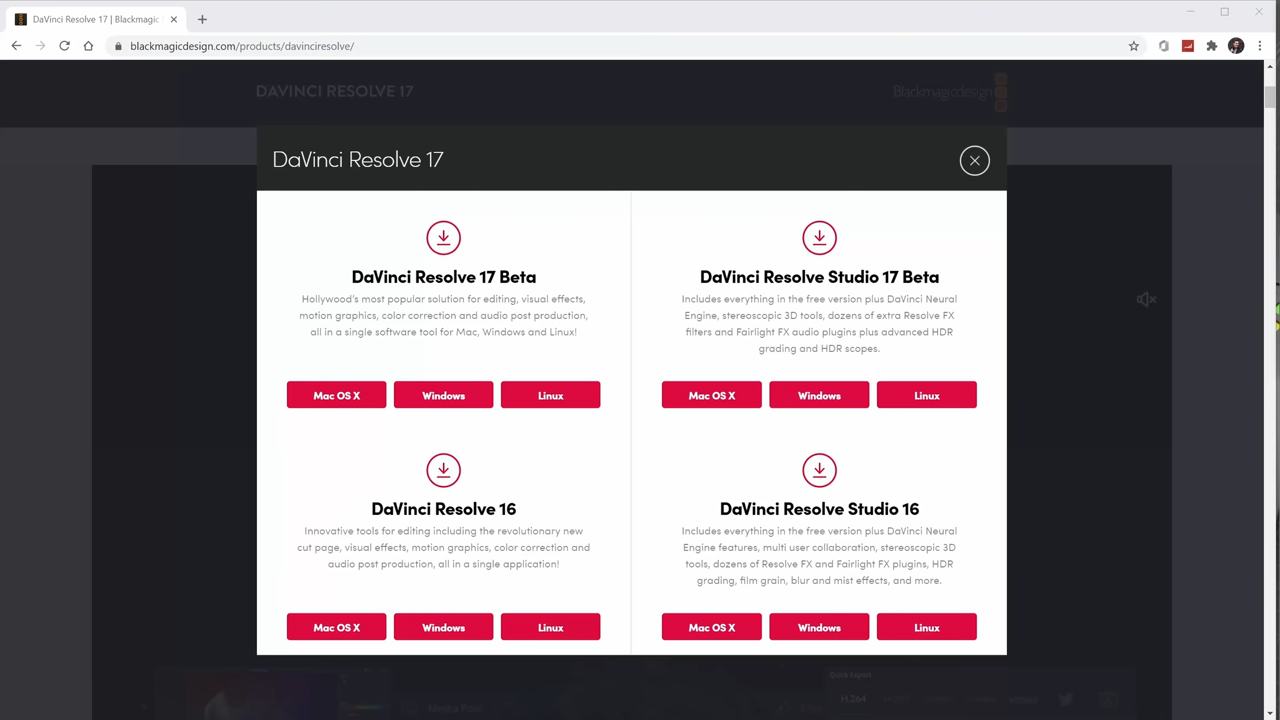 DaVinci Resolve 17 | Blackmagic
blackmagicdesign.com/products/davinciresolve/
DAVINCI RESOLVE 17
Blackmagicdesign
DaVinci Resolve 17
DaVinci Resolve 17 Beta
Hollywood's most popular solution for editing, visual effects,
motion graphics, color correction and audio post production,
all in a single software tool for Mac, Windows and Linux!
Mac OS X
Windows
Linux
DaVinci Resolve Studio 17 Beta
Includes everything in the free version plus DaVinci Neural
Engine, stereoscopic 3D tools, dozens of extra Resolve FX
filters and Fairlight FX audio plugins plus advanced HDR
grading and HDR scopes.
Mac OS X
Windows
Linux
DaVinci Resolve 16
Innovative tools for editing including the revolutionary new
cut page, visual effects, motion graphics, color correction and
audio post production, all in a single application!
Mac OS X
Windows
Linux
DaVinci Resolve Studio 16
Includes everything in the free version plus DaVinci Neural
Engine features, multi user collaboration, stereoscopic 3D
tools, dozens of Resolve FX and Fairlight FX plugins, HDR
grading, film grain, blur and mist effects, and more.
Mac OS X
Windows
Linux
Quick Export
H.264
Media Pool